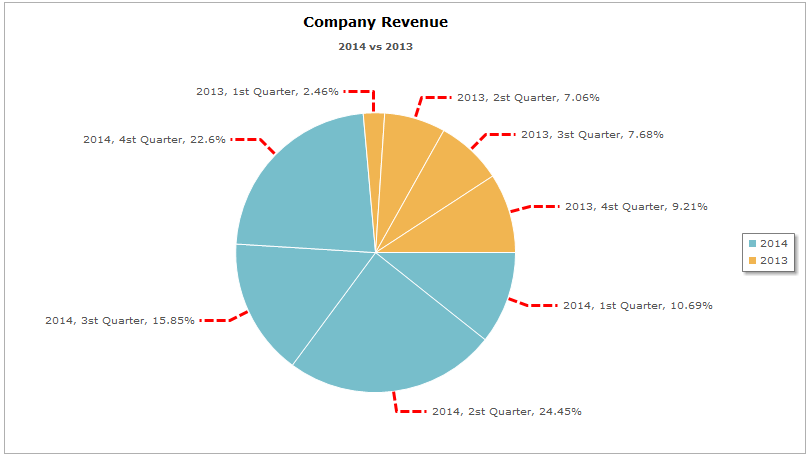 Company Revenue
2014 vs 2013
2013, 1st Quarter, 2.46%
2013, 2st Quarter, 7.06%
2013, 3st Quarter, 7.68%
2014, 4st Quarter, 22.6%
2013, 4st Quarter, 9.21%
2014
2013
2014, 1st Quarter, 10.69%
2014, 3st Quarter, 15.85%
2014, 2st Quarter, 24.45%